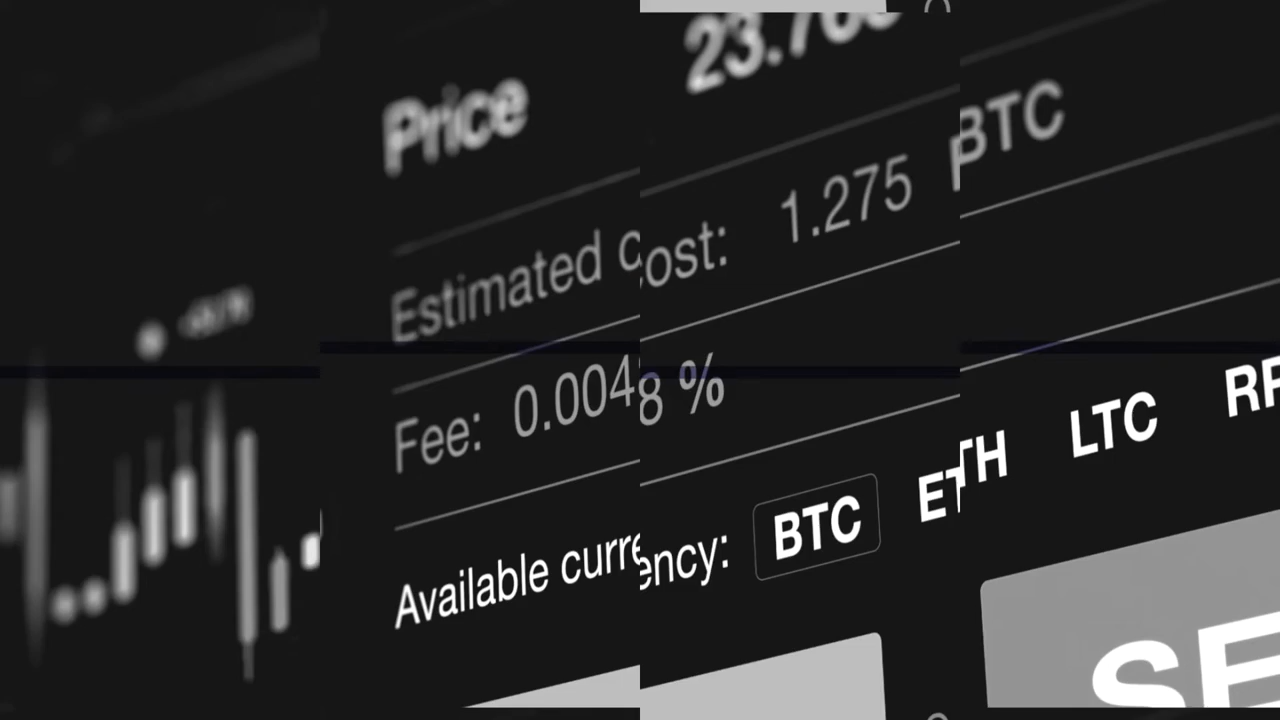 Price
Estimated cost: 1.275 BTC
Fee: 0.0048 %
Available currency: BTC ETH LTC